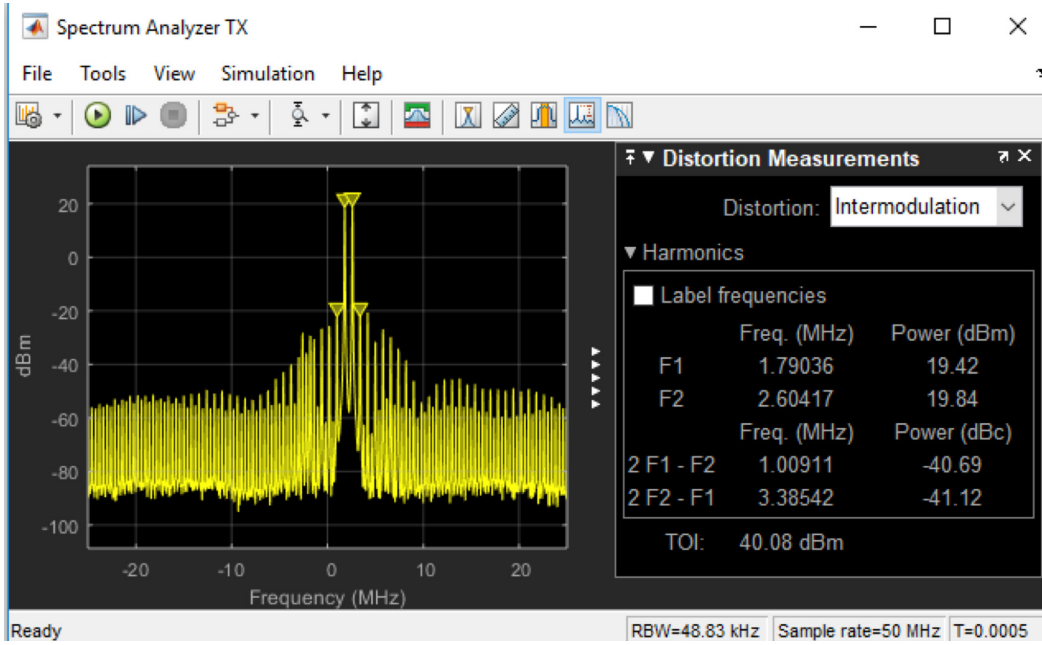 Spectrum Analyzer TX
File Tools View Simulation Help
Distortion Measurements
Distortion: Intermodulation
Harmonics
Label frequencies
Freq. (MHz) Power (dBm)
F1 1.79036 19.42
F2 2.60417 19.84
Freq. (MHz) Power (dBc)
2 F1 - F2 1.00911 -40.69
2 F2 - F1 3.38542 -41.12
TOI: 40.08 dBm
20
0
-20
-40
-60
-80
-100
dBm
-20 -10 0 10 20
Frequency (MHz)
Ready RBW=48.83 kHz Sample rate=50 MHz T=0.0005